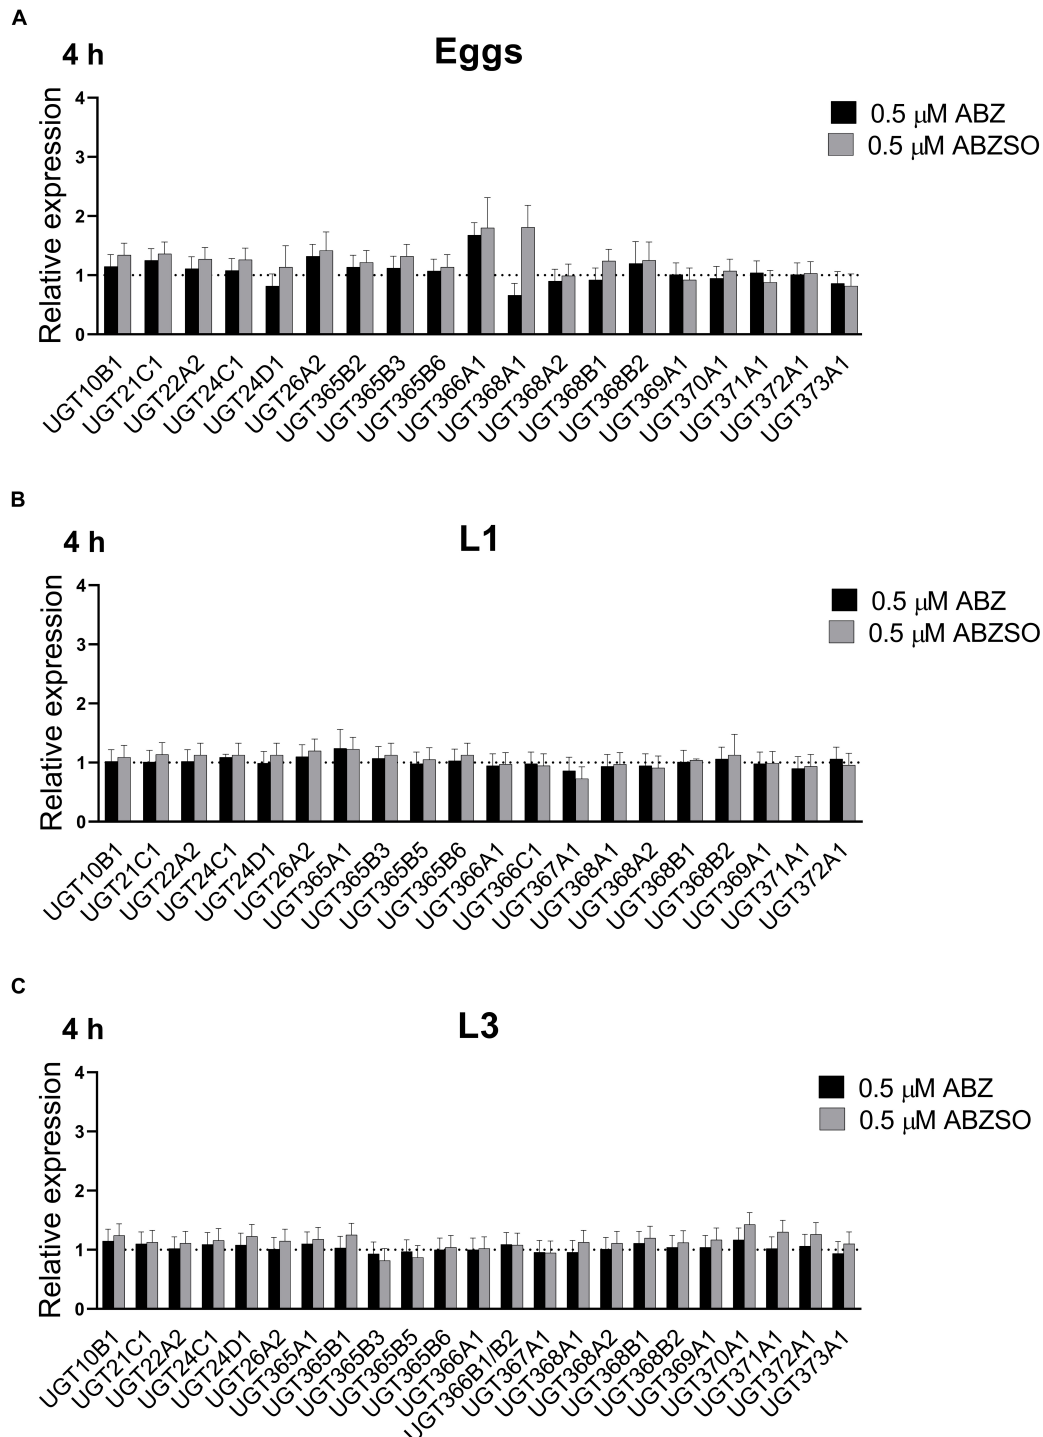 A
4 h
Eggs
Relative expression
4
3
2
1
0
0.5 μM ABZ
0.5 μM ABZSO
UGT10B1
UGT21C1
UGT22A2
UGT24C1
UGT24D1
UGT26A2
UGT365B2
UGT365B3
UGT365B6
UGT366A1
UGT368A1
UGT368A2
UGT368B1
UGT368B2
UGT369A1
UGT370A1
UGT371A1
UGT372A1
UGT373A1
B
4 h
L1
Relative expression
4
3
2
1
0
0.5 μM ABZ
0.5 μM ABZSO
UGT10B1
UGT21C1
UGT22A2
UGT24C1
UGT24D1
UGT26A2
UGT365A1
UGT365B3
UGT365B5
UGT365B6
UGT366A1
UGT366C1
UGT367A1
UGT368A1
UGT368A2
UGT368B1
UGT368B2
UGT369A1
UGT371A1
UGT372A1
C
4 h
L3
Relative expression
4
3
2
1
0
0.5 μM ABZ
0.5 μM ABZSO
UGT10B1
UGT21C1
UGT22A2
UGT24C1
UGT24D1
UGT26A2
UGT365A1
UGT365B1
UGT365B3
UGT365B5
UGT365B6
UGT366A1
UGT366B1/B2
UGT367A1
UGT368A1
UGT368A2
UGT368B1
UGT368B2
UGT369A1
UGT370A1
UGT371A1
UGT372A1
UGT373A1